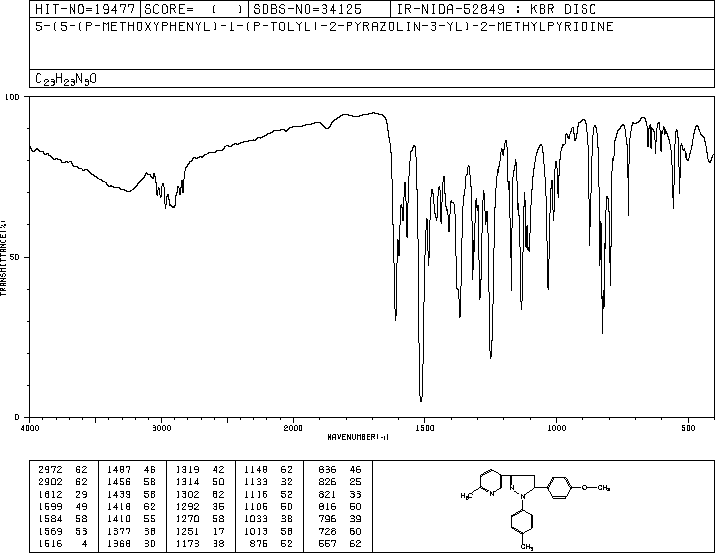 HIT-NO=19477 SCORE= ( ) SDBS-NO=34125 IR-NIDA-52849 : KBR DISC
5-(5-(P-METHOXYPHENYL)-1-(P-TOLYL)-2-PYRAZOLIN-3-YL)-2-METHYLPYRIDINE
C23H23N3O
100
50
0
TRANSMITTANCE(%)
4000 3000 2000 1500 1000 500
WAVENUMBER(-1)
2972 62 1487 46 1319 42 1148 62 836 46
2902 62 1456 58 1314 50 1133 32 826 25
1612 29 1439 58 1302 62 1116 52 821 33
1599 49 1418 62 1292 36 1106 50 816 50
1584 58 1410 55 1270 58 1033 38 796 39
1569 53 1377 38 1251 17 1013 58 728 60
1516 4 1368 30 1173 38 876 52 557 62
H3C N N N O CH3
CH3